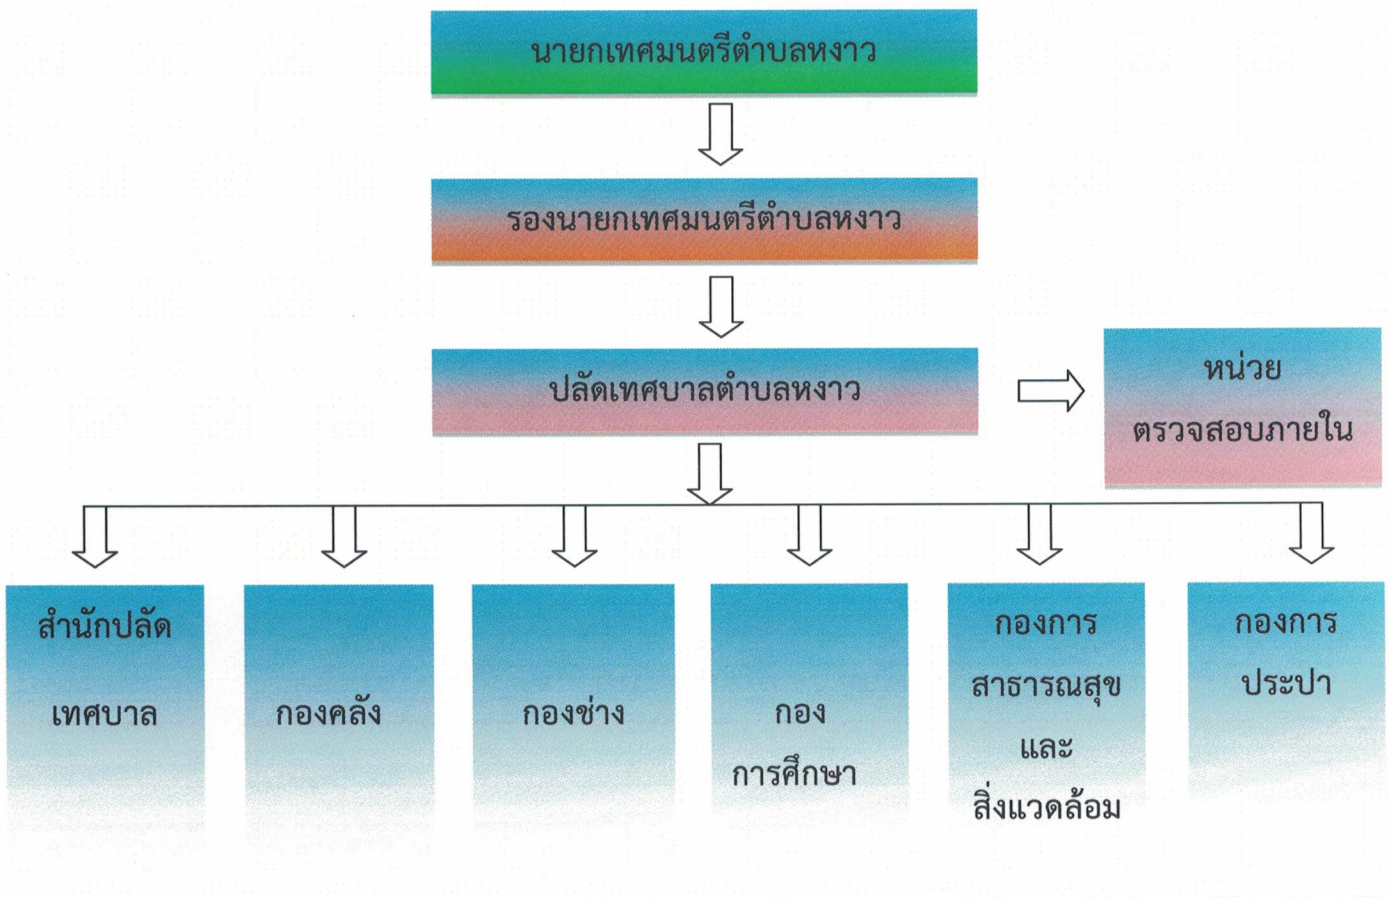 นายกเทศมนตรีตำบลหงาว
รองนายกเทศมนตรีตำบลหงาว
ปลัดเทศบาลตำบลหงาว
หน่วย
ตรวจสอบภายใน
สำนักปลัด
เทศบาล
กองคลัง
กองช่าง
กอง
การศึกษา
กองการ
สาธารณสุข
และ
สิ่งแวดล้อม
กองการ
ประปา